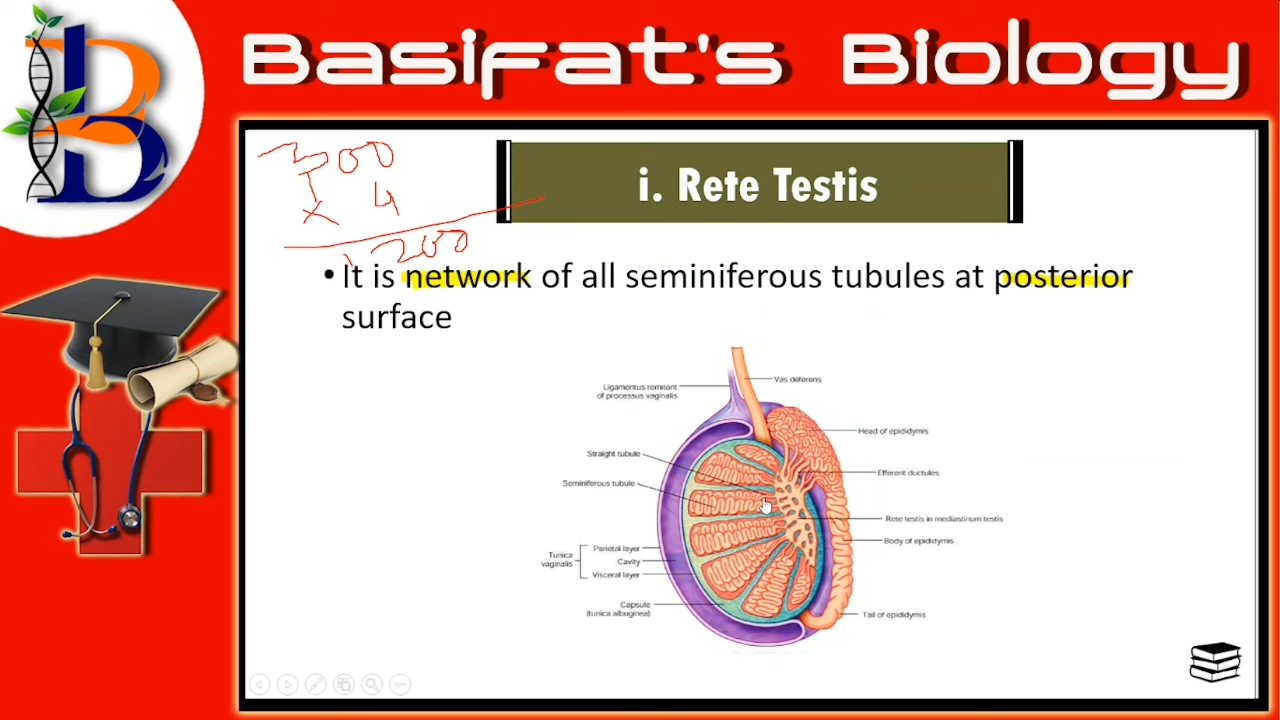 Basifat's Biology
B
300
x 4
1200
i. Rete Testis
• It is network of all seminiferous tubules at posterior
surface
Ligamentus remnant
of processus vaginalis
Vas deferens
Head of epididymis
Straight tubule
Efferent ductules
Seminiferous tubule
Rete testis in mediastinum testis
Body of epididymis
Tunica
vaginalis
Parietal layer
Cavity
Visceral layer
Capsule
(tunica albuginea)
Tail of epididymis